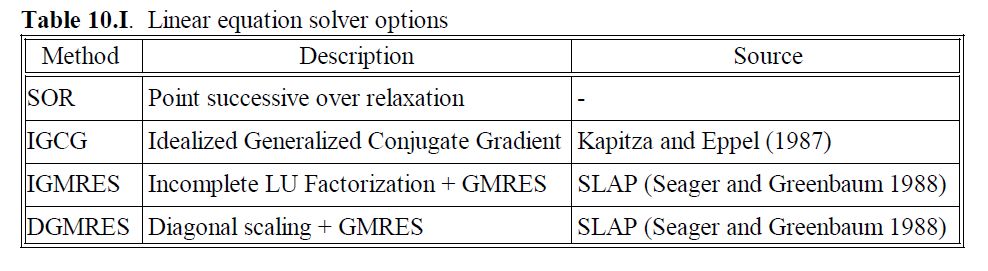 Table 10.I. Linear equation solver options
Method Description Source
SOR Point successive over relaxation -
IGCG Idealized Generalized Conjugate Gradient Kapitza and Eppel (1987)
IGMRES Incomplete LU Factorization + GMRES SLAP (Seager and Greenbaum 1988)
DGMRES Diagonal scaling + GMRES SLAP (Seager and Greenbaum 1988)